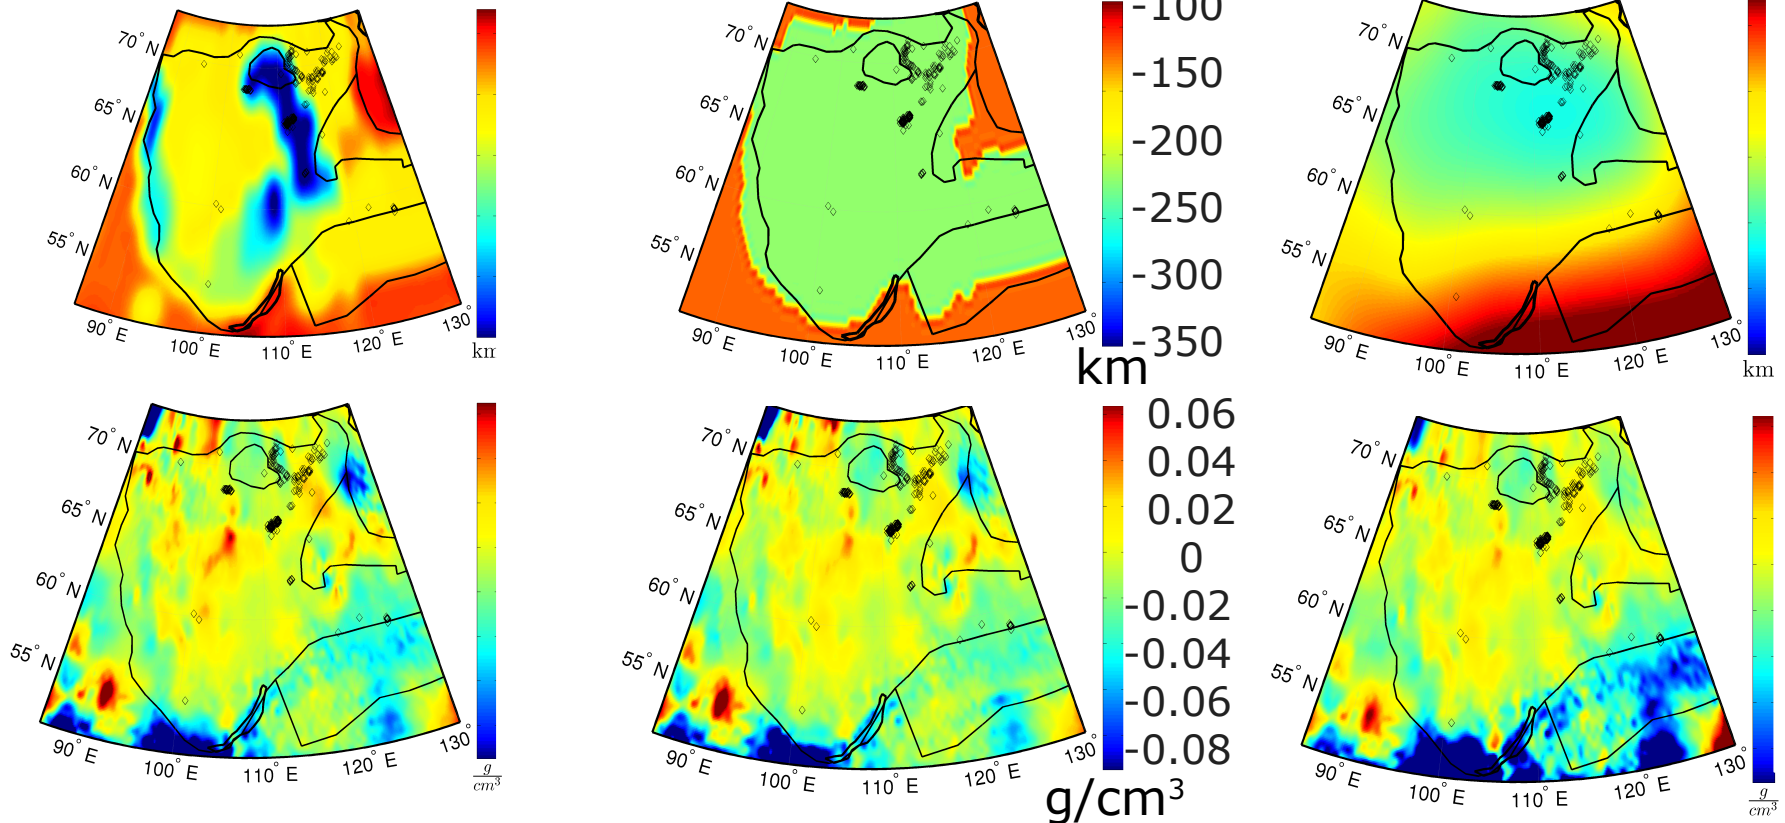 70° N
65° N
60° N
55° N
90° E
100° E
110° E
120° E
130°
km
70° N
65° N
60° N
55° N
90° E
100° E
110° E
120° E
130°
-100
-150
-200
-250
-300
-350
km
70° N
65° N
60° N
55° N
90° E
100° E
110° E
120° E
130°
km
70° N
65° N
60° N
55° N
90° E
100° E
110° E
120° E
130°
g
cm³
70° N
65° N
60° N
55° N
90° E
100° E
110° E
120° E
130°
0.06
0.04
0.02
0
-0.02
-0.04
-0.06
-0.08
g/cm³
70° N
65° N
60° N
55° N
90° E
100° E
110° E
120° E
130°
g
cm³